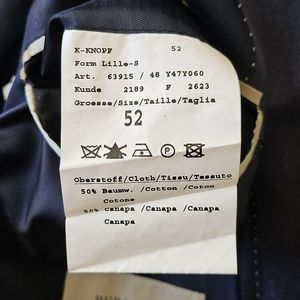 K-KNOPF 52
Form Lille-S
Art. 63915 / 48 Y47Y060
Kunde 2189 F 2623
Groesse/Size/Taille/Taglia
52
Oberstoff/Cloth/Tissu/Tessuto
50% Baumw. /Cotton /Coton
Cotone
50% Canapa /Canapa /Canapa
Canapa